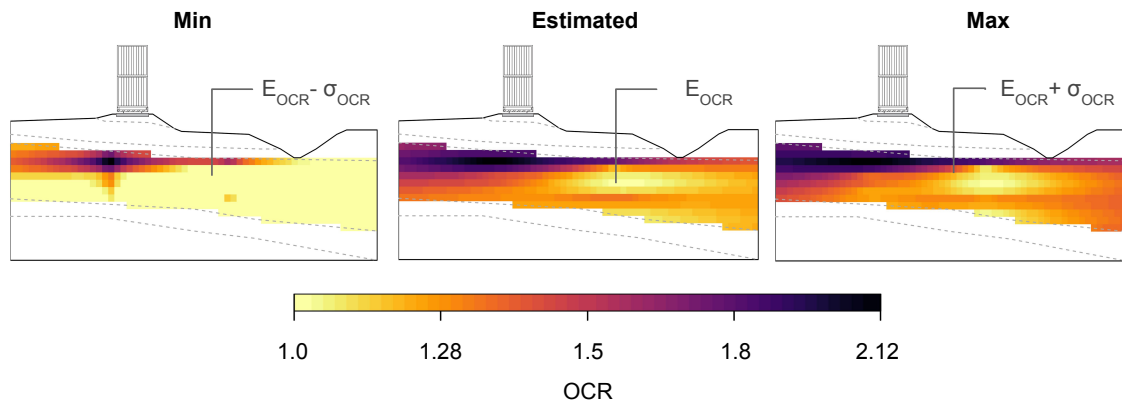 Min Estimated Max
E_OCR - σ_OCR E_OCR E_OCR + σ_OCR
1.0 1.28 1.5 1.8 2.12
OCR